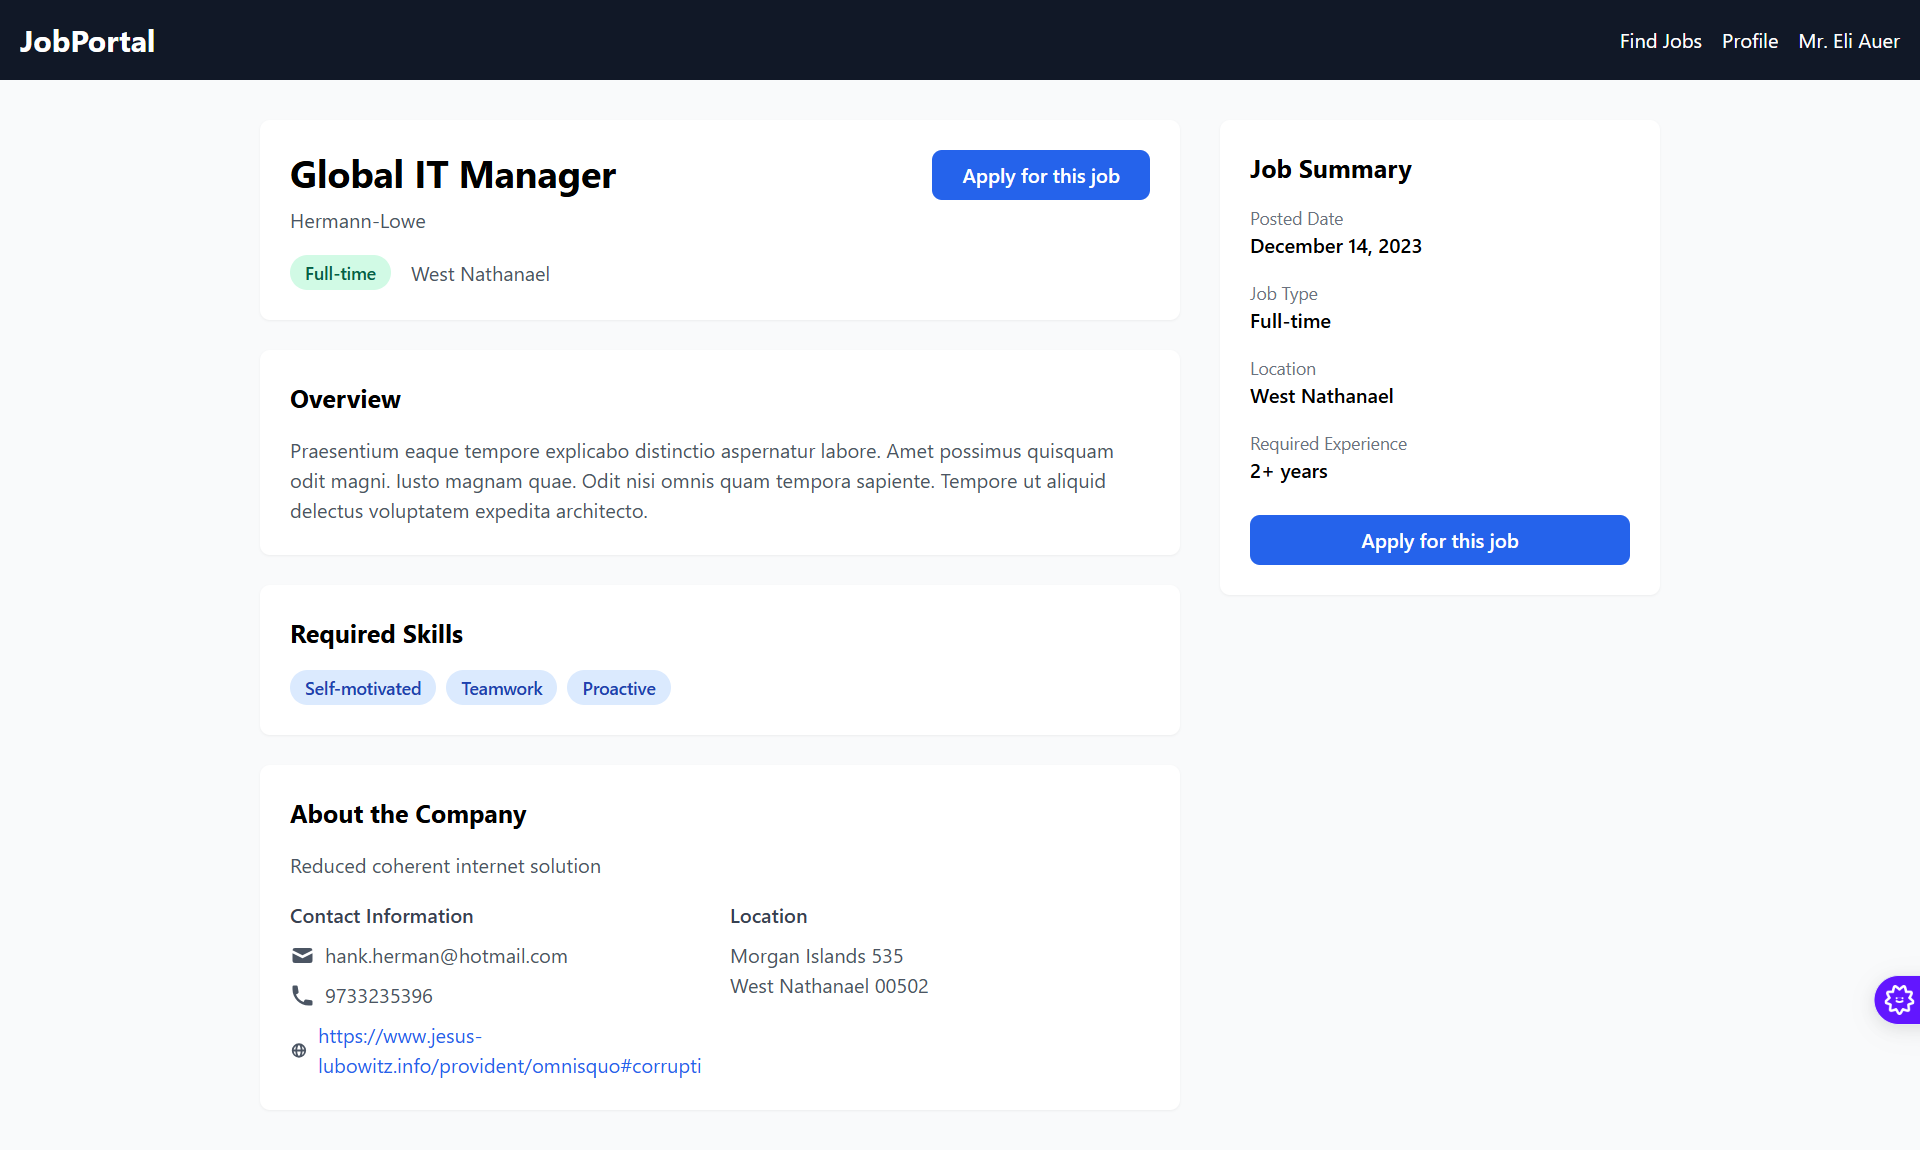 JobPortal
Find Jobs
Profile
Mr. Eli Auer
Global IT Manager
Apply for this job
Hermann-Lowe
Full-time
West Nathanael
Overview
Praesentium eaque tempore explicabo distinctio aspernatur labore. Amet possimus quisquam
odit magni. Iusto magnam quae. Odit nisi omnis quam tempora sapiente. Tempore ut aliquid
delectus voluptatem expedita architecto.
Required Skills
Self-motivated
Teamwork
Proactive
About the Company
Reduced coherent internet solution
Contact Information
hank.herman@hotmail.com
9733235396
https://www.jesus-
lubowitz.info/provident/omnisquo#corrupti
Location
Morgan Islands 535
West Nathanael 00502
Job Summary
Posted Date
December 14, 2023
Job Type
Full-time
Location
West Nathanael
Required Experience
2+ years
Apply for this job